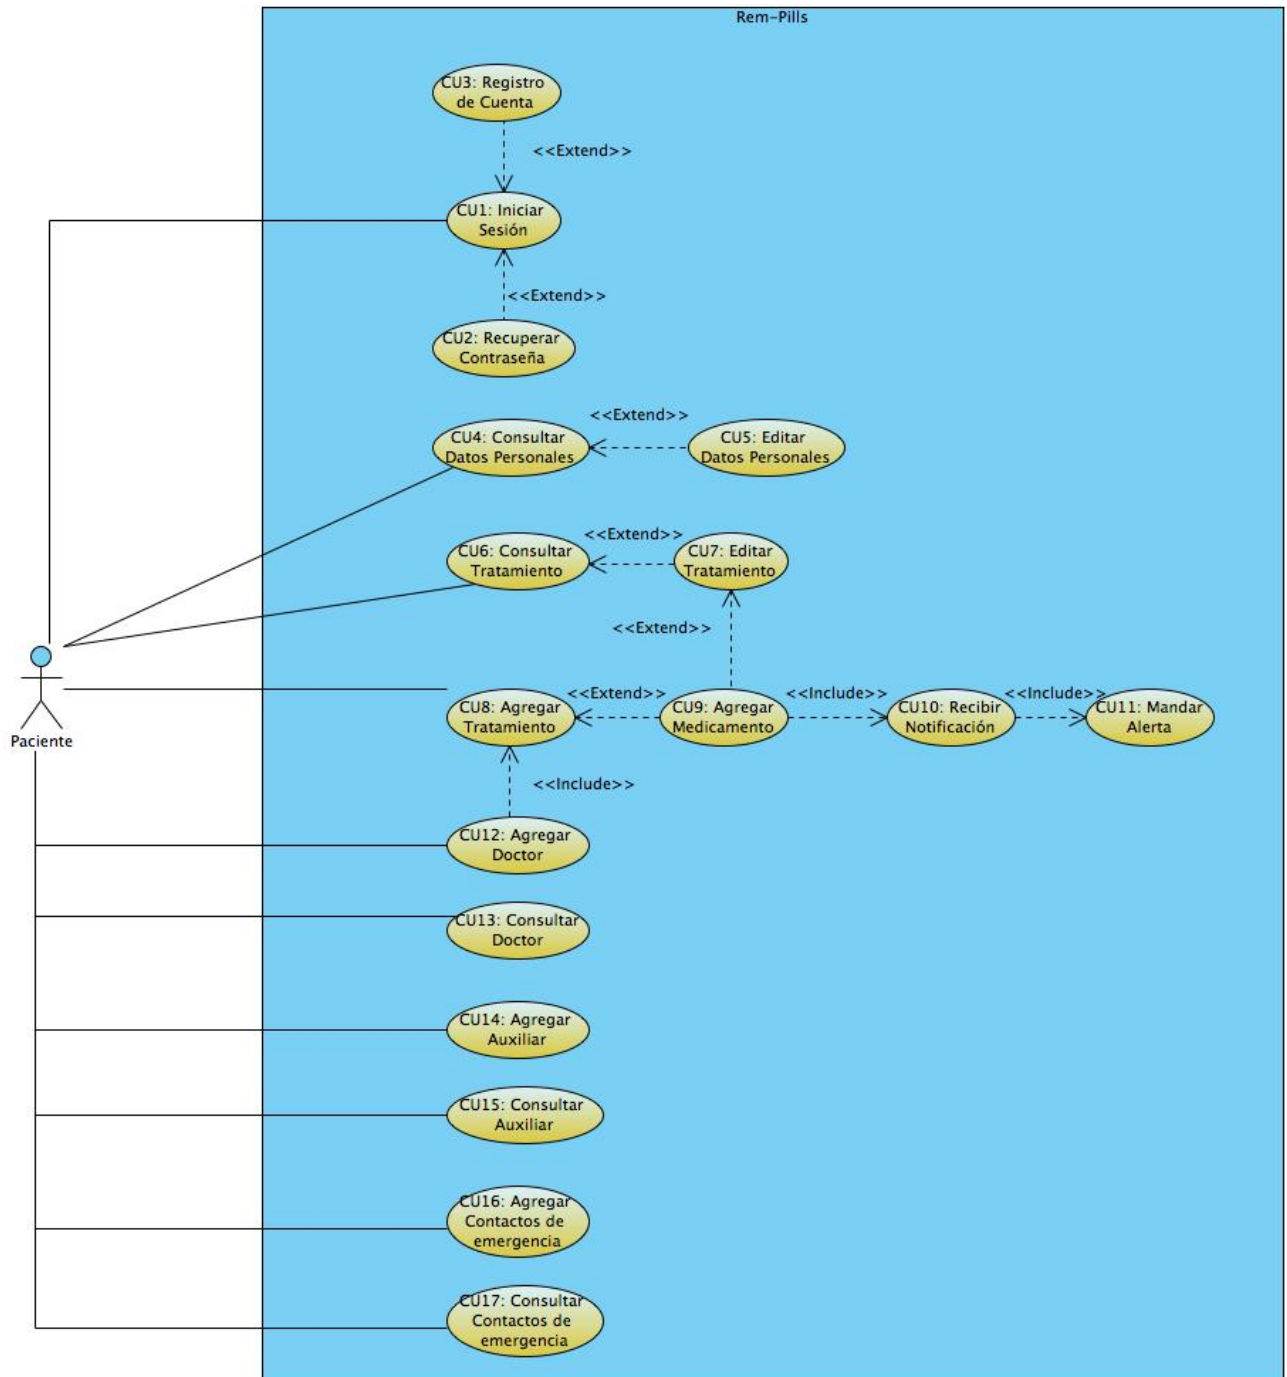 Rem-Pills
CU3: Registro
de Cuenta
<<Extend>>
CU1: Iniciar
Sesión
<<Extend>>
CU2: Recuperar
Contraseña
<<Extend>>
CU4: Consultar
Datos Personales
CU5: Editar
Datos Personales
<<Extend>>
CU6: Consultar
Tratamiento
CU7: Editar
Tratamiento
<<Extend>>
Paciente
CU8: Agregar
Tratamiento
<<Extend>>
CU9: Agregar
Medicamento
<<Include>>
CU10: Recibir
Notificación
<<Include>>
CU11: Mandar
Alerta
<<Include>>
CU12: Agregar
Doctor
CU13: Consultar
Doctor
CU14: Agregar
Auxiliar
CU15: Consultar
Auxiliar
CU16: Agregar
Contactos de
emergencia
CU17: Consultar
Contactos de
emergencia